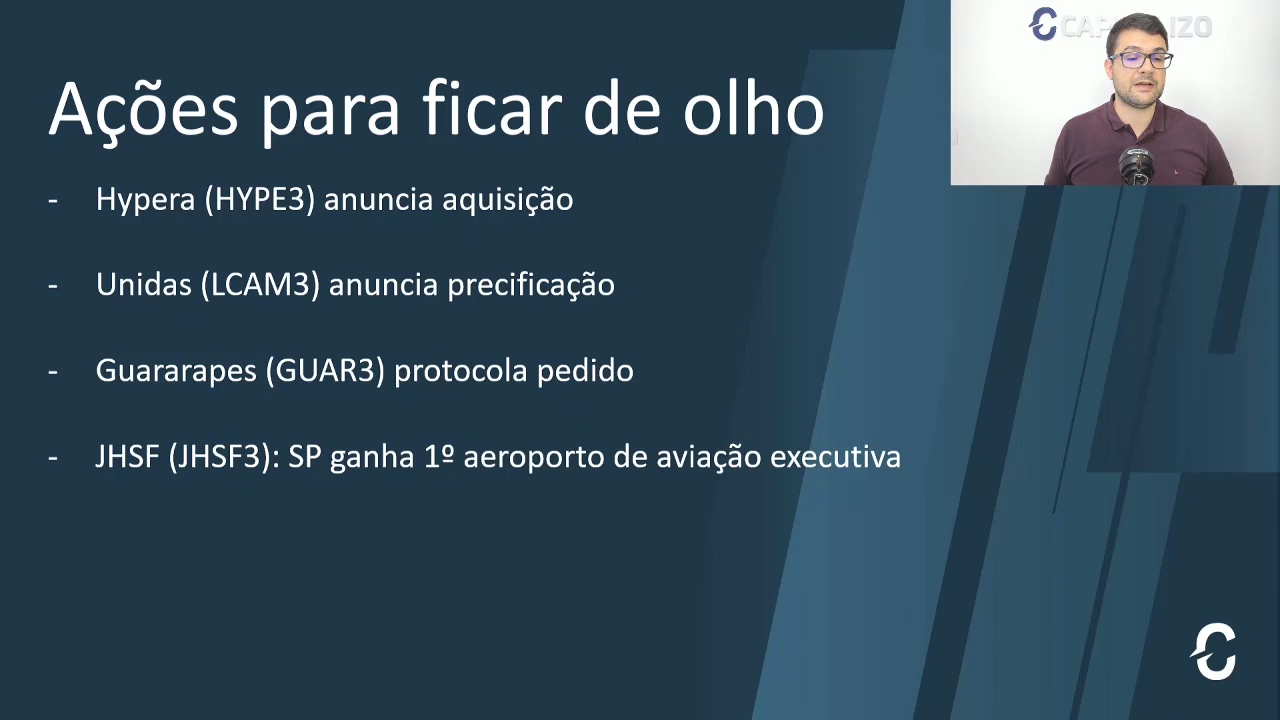 CAPITALIZO
Ações para ficar de olho
- Hypera (HYPE3) anuncia aquisição
- Unidas (LCAM3) anuncia precificação
- Guararapes (GUAR3) protocola pedido
- JHSF (JHSF3): SP ganha 1º aeroporto de aviação executiva